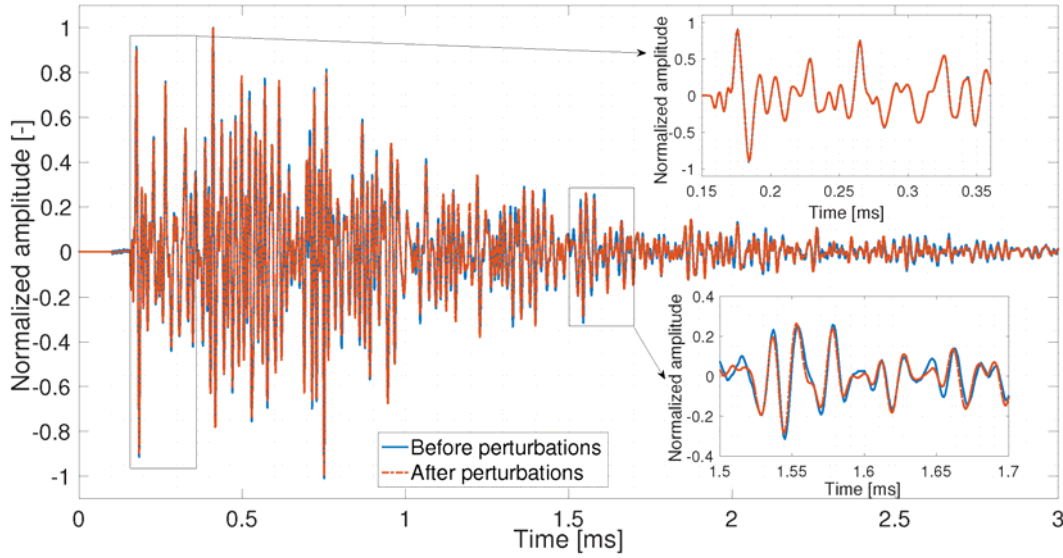 Normalized amplitude [-]
1
0.8
0.6
0.4
0.2
0
-0.2
-0.4
-0.6
-0.8
-1
0 0.5 1 1.5 2 2.5 3
Time [ms]
Before perturbations
After perturbations
Normalized amplitude
1
0.5
0
-0.5
-1
0.15 0.2 0.25 0.3 0.35
Time [ms]
Normalized amplitude
0.4
0.2
0
-0.2
-0.4
1.5 1.55 1.6 1.65 1.7
Time [ms]